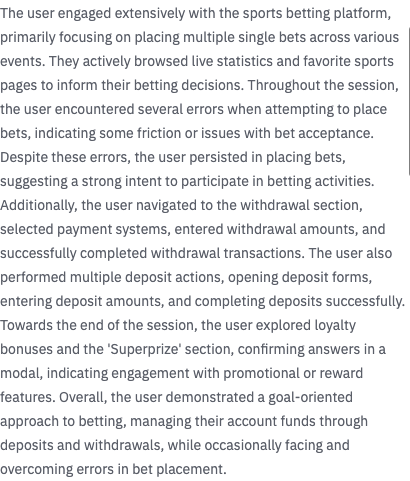 The user engaged extensively with the sports betting platform,
primarily focusing on placing multiple single bets across various
events. They actively browsed live statistics and favorite sports
pages to inform their betting decisions. Throughout the session,
the user encountered several errors when attempting to place
bets, indicating some friction or issues with bet acceptance.
Despite these errors, the user persisted in placing bets,
suggesting a strong intent to participate in betting activities.
Additionally, the user navigated to the withdrawal section,
selected payment systems, entered withdrawal amounts, and
successfully completed withdrawal transactions. The user also
performed multiple deposit actions, opening deposit forms,
entering deposit amounts, and completing deposits successfully.
Towards the end of the session, the user explored loyalty
bonuses and the 'Superprize' section, confirming answers in a
modal, indicating engagement with promotional or reward
features. Overall, the user demonstrated a goal-oriented
approach to betting, managing their account funds through
deposits and withdrawals, while occasionally facing and
overcoming errors in bet placement.